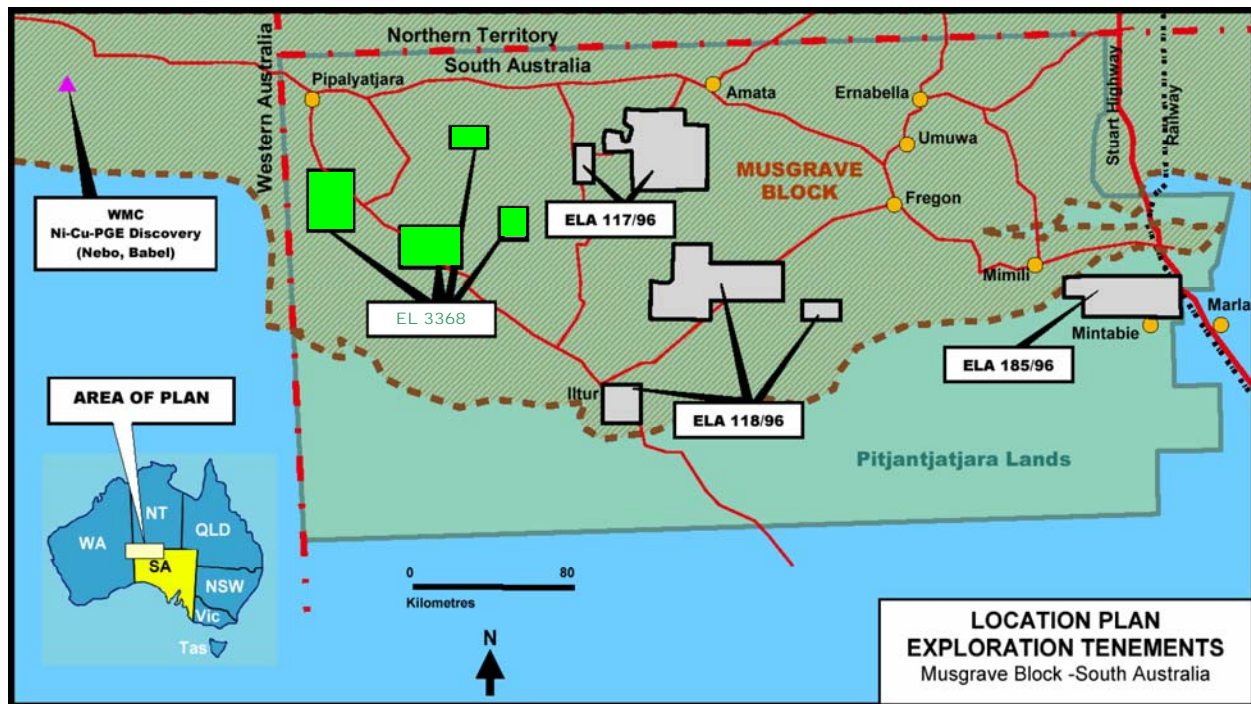 Northern Territory
South Australia
Western Australia
Stuart Highway
Railway
Pipalyatjara
Amata
Ernabella
Umuwa
MUSGRAVE
BLOCK
WMC
Ni-Cu-PGE Discovery
(Nebo, Babel)
ELA 117/96
Fregon
Mimili
EL 3368
Marla
Mintabie
ELA 185/96
AREA OF PLAN
Iltur
ELA 118/96
Pitjantjatjara Lands
NT
QLD
WA
SA
NSW
Vic
Tas
0 80
Kilometres
N
LOCATION PLAN
EXPLORATION TENEMENTS
Musgrave Block -South Australia